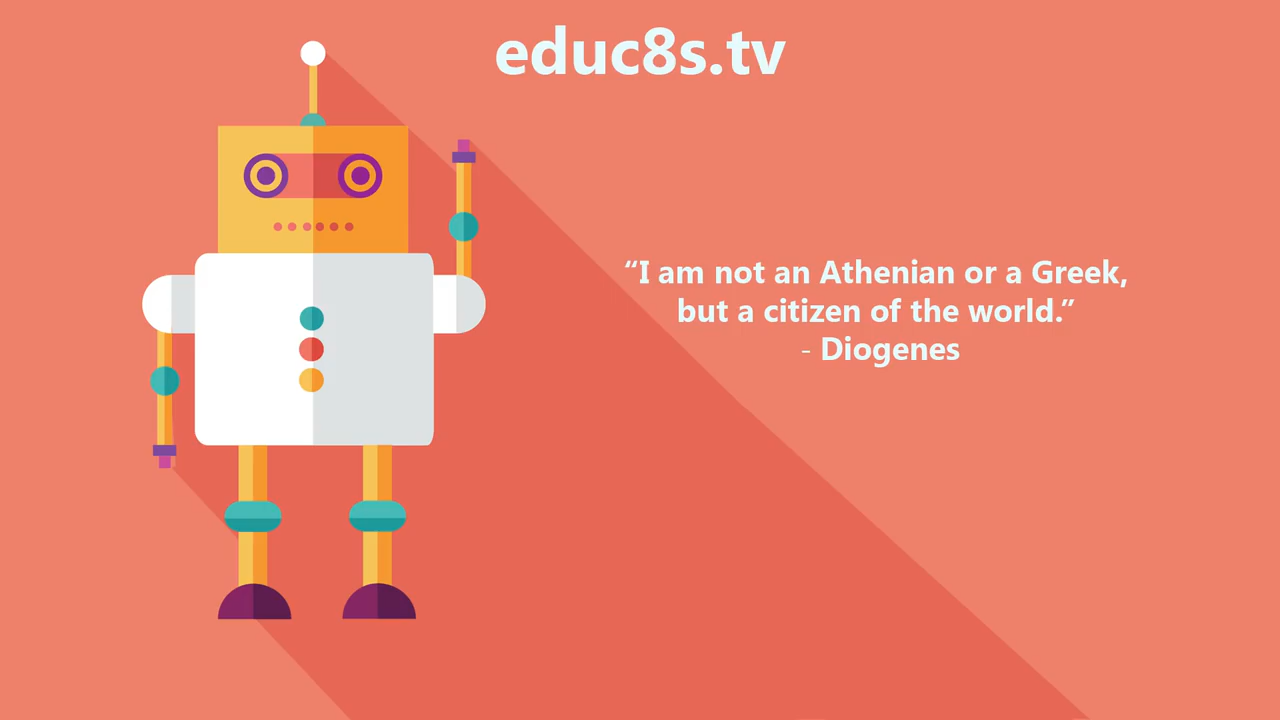 educ8s.tv
“I am not an Athenian or a Greek,
but a citizen of the world.”
- Diogenes